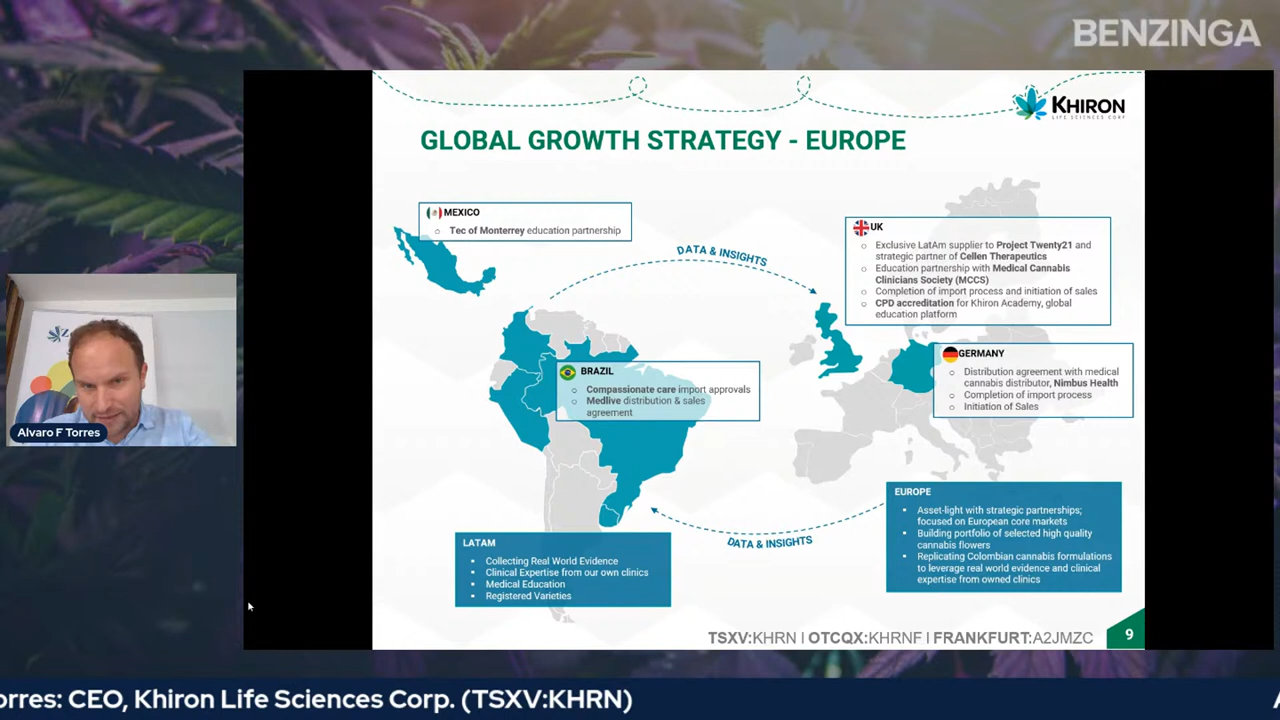 BENZINGA
KHIRON
LIFE SCIENCES CORP
GLOBAL GROWTH STRATEGY - EUROPE
MEXICO
Tec of Monterrey education partnership
DATA & INSIGHTS
UK
Exclusive LatAm supplier to Project Twenty21 and
strategic partner of Cellen Therapeutics
Education partnership with Medical Cannabis
Clinicians Society (MCCS)
Completion of import process and initiation of sales
CPD accreditation for Khiron Academy, global
education platform
GERMANY
Distribution agreement with medical
cannabis distributor, Nimbus Health
Completion of import process
Initiation of Sales
BRAZIL
Compassionate care import approvals
Medlive distribution & sales
agreement
Alvaro F Torres
EUROPE
Asset-light with strategic partnerships;
focused on European core markets
Building portfolio of selected high quality
cannabis flowers
Replicating Colombian cannabis formulations
to leverage real world evidence and clinical
expertise from owned clinics
DATA & INSIGHTS
LATAM
Collecting Real World Evidence
Clinical Expertise from our own clinics
Medical Education
Registered Varieties
TSXV:KHRN I OTCQX:KHRNF I FRANKFURT:A2JMZC
9
orres: CEO, Khiron Life Sciences Corp. (TSXV:KHRN)